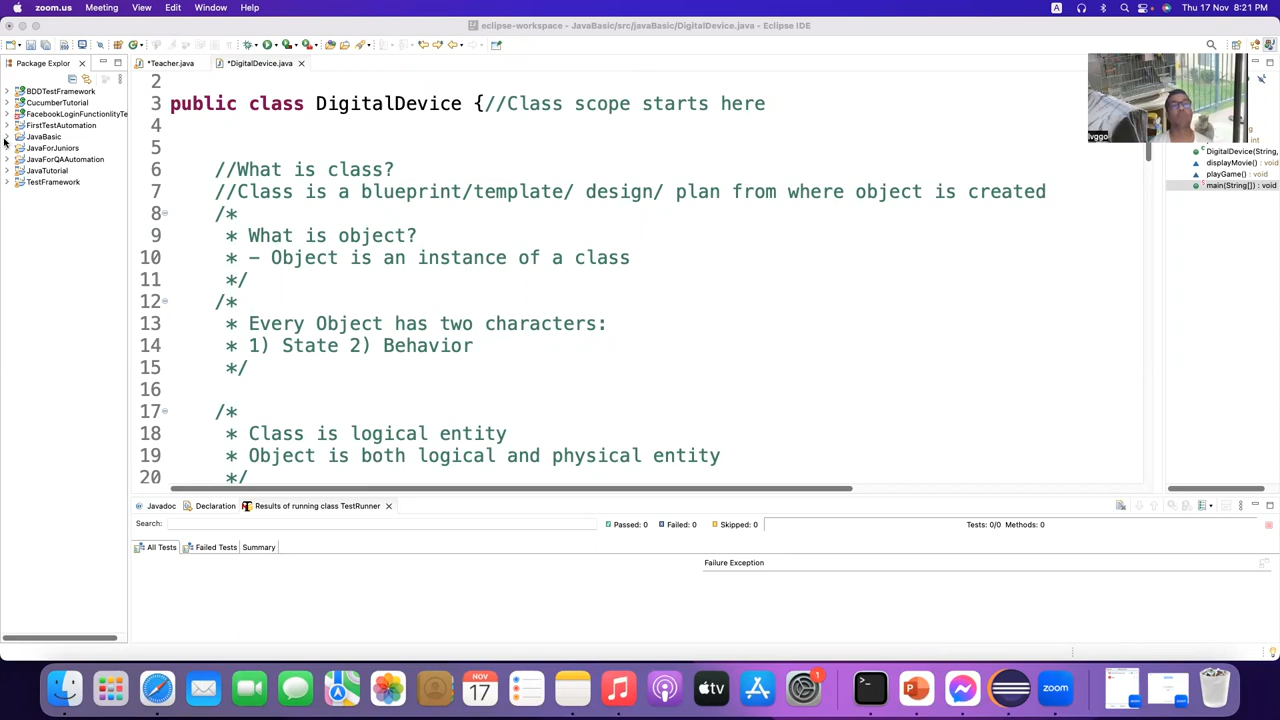 zoom.us Meeting View Edit Window Help
Thu 17 Nov 8:21 PM
eclipse-workspace - JavaBasic/src/javaBasic/DigitalDevice.java - Eclipse IDE
Package Explor
*Teacher.java
*DigitalDevice.java
BDDTestFramework
CucumberTutorial
FacebookLoginFunctionlityTe
FirstTestAutomation
JavaBasic
JavaForJuniors
JavaForQAAutomation
JavaTutorial
TestFramework
2
3 public class DigitalDevice {//Class scope starts here
4
5
6 //What is class?
7 //Class is a blueprint/template/ design/ plan from where object is created
8 /*
9 * What is object?
10 * - Object is an instance of a class
11 */
12 /*
13 * Every Object has two characters:
14 * 1) State 2) Behavior
15 */
16
17 /*
18 * Class is logical entity
19 * Object is both logical and physical entity
20 */
DigitalDevice(String,
displayMovie() : void
playGame() : void
main(String[]) : void
Javadoc Declaration Results of running class TestRunner
Search: Passed: 0 Failed: 0 Skipped: 0 Tests: 0/0 Methods: 0
All Tests Failed Tests Summary
Failure Exception
NOV
17
tv
1
zoom